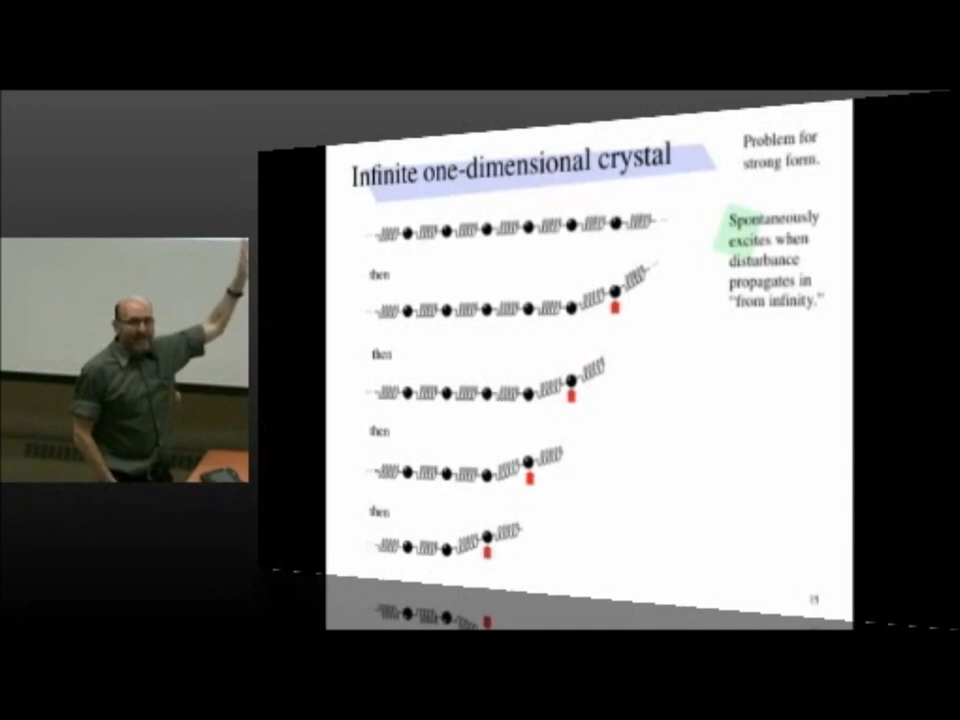 Infinite one-dimensional crystal
Problem for
strong form.
Spontaneously
excites when
disturbance
propagates in
"from infinity."
then
then
then
then
15